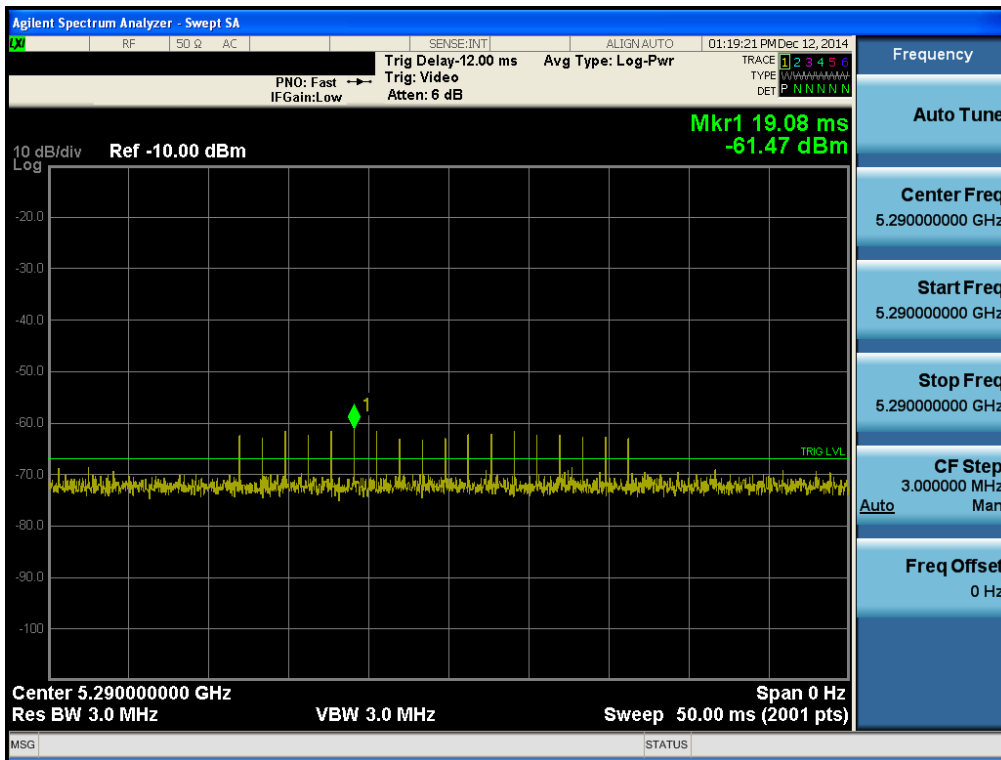 Agilent Spectrum Analyzer - Swept SA
LXI RF 50 Ω AC SENSE:INT ALIGN AUTO 01:19:21 PM Dec 12, 2014
Frequency
PNO: Fast
IFGain:Low
Trig Delay-12.00 ms
Trig: Video
Atten: 6 dB
Avg Type: Log-Pwr
TRACE 1 2 3 4 5 6
TYPE WWWWWWW
DET P N N N N N
Auto Tune
Mkr1 19.08 ms
-61.47 dBm
10 dB/div Ref -10.00 dBm
Log
-20.0
-30.0
-40.0
-50.0
-60.0
-70.0
-80.0
-90.0
-100
1
TRIG LVL
Center Freq
5.290000000 GHz
Start Freq
5.290000000 GHz
Stop Freq
5.290000000 GHz
CF Step
3.000000 MHz
Auto Man
Freq Offset
0 Hz
Center 5.290000000 GHz Span 0 Hz
Res BW 3.0 MHz VBW 3.0 MHz Sweep 50.00 ms (2001 pts)
MSG STATUS